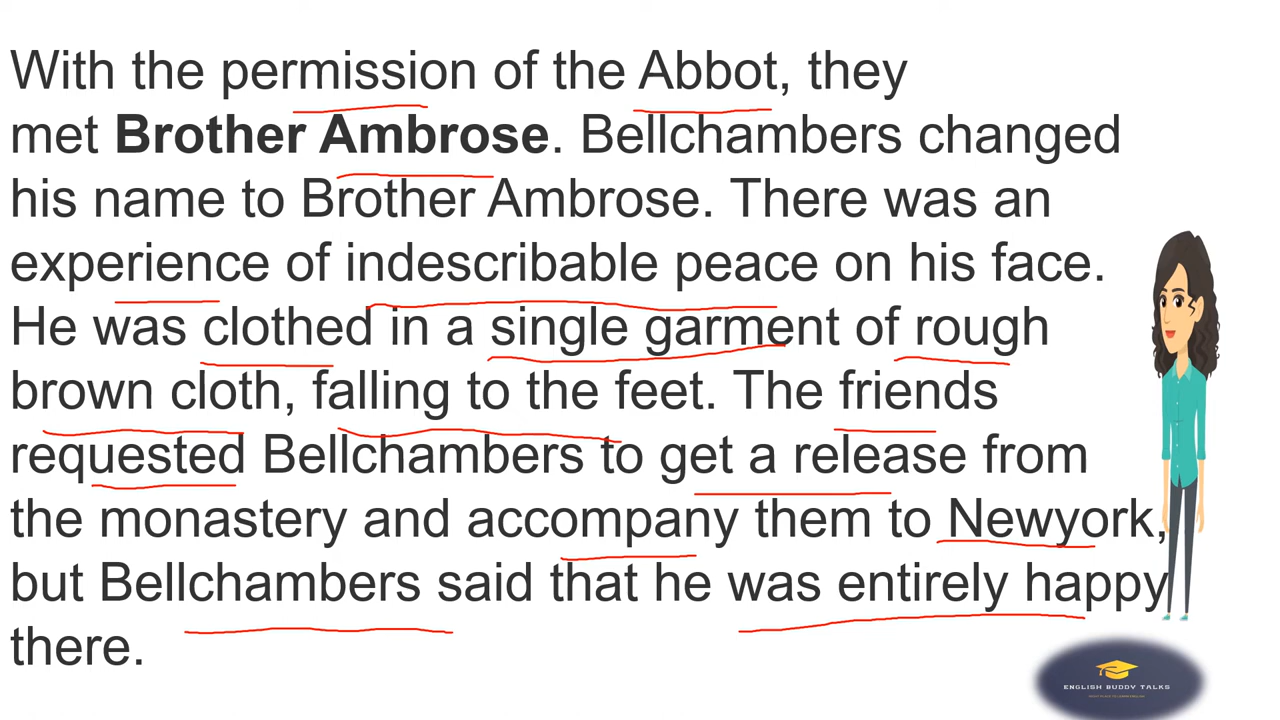 With the permission of the Abbot, they
met Brother Ambrose. Bellchambers changed
his name to Brother Ambrose. There was an
experience of indescribable peace on his face.
He was clothed in a single garment of rough
brown cloth, falling to the feet. The friends
requested Bellchambers to get a release from
the monastery and accompany them to Newyork,
but Bellchambers said that he was entirely happy
there.
ENGLISH BUDDY TALKS